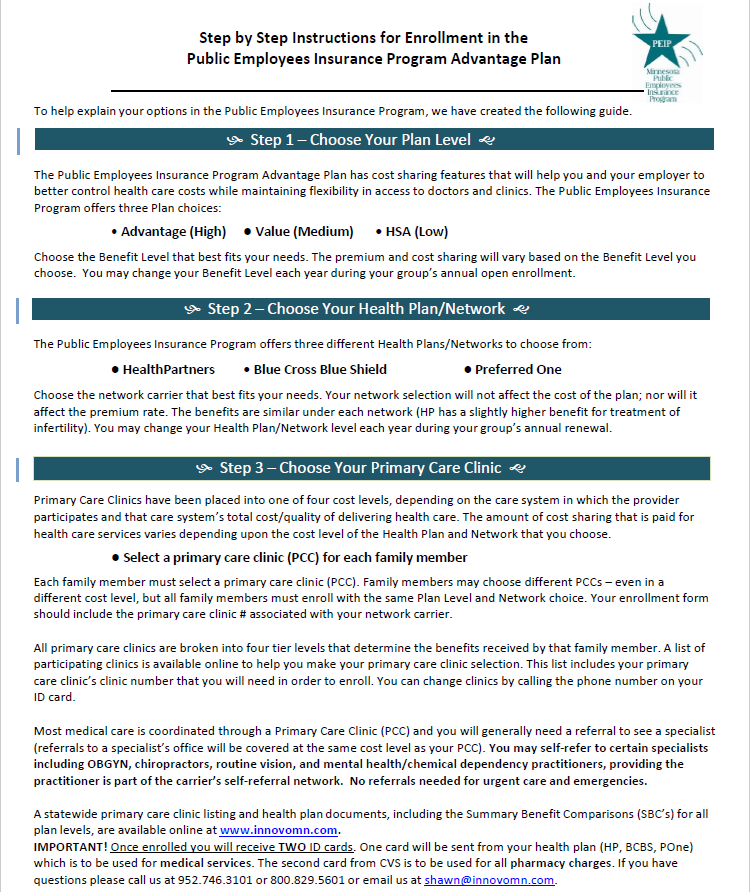 Step by Step Instructions for Enrollment in the
Public Employees Insurance Program Advantage Plan
PEIP
Minnesota
Public
Employees
Insurance
Program
To help explain your options in the Public Employees Insurance Program, we have created the following guide.
Step 1 – Choose Your Plan Level
The Public Employees Insurance Program Advantage Plan has cost sharing features that will help you and your employer to
better control health care costs while maintaining flexibility in access to doctors and clinics. The Public Employees Insurance
Program offers three Plan choices:
• Advantage (High) ● Value (Medium) • HSA (Low)
Choose the Benefit Level that best fits your needs. The premium and cost sharing will vary based on the Benefit Level you
choose. You may change your Benefit Level each year during your group's annual open enrollment.
Step 2 – Choose Your Health Plan/Network
The Public Employees Insurance Program offers three different Health Plans/Networks to choose from:
● HealthPartners • Blue Cross Blue Shield ● Preferred One
Choose the network carrier that best fits your needs. Your network selection will not affect the cost of the plan; nor will it
affect the premium rate. The benefits are similar under each network (HP has a slightly higher benefit for treatment of
infertility). You may change your Health Plan/Network level each year during your group's annual renewal.
Step 3 – Choose Your Primary Care Clinic
Primary Care Clinics have been placed into one of four cost levels, depending on the care system in which the provider
participates and that care system's total cost/quality of delivering health care. The amount of cost sharing that is paid for
health care services varies depending upon the cost level of the Health Plan and Network that you choose.
● Select a primary care clinic (PCC) for each family member
Each family member must select a primary care clinic (PCC). Family members may choose different PCCs – even in a
different cost level, but all family members must enroll with the same Plan Level and Network choice. Your enrollment form
should include the primary care clinic # associated with your network carrier.
All primary care clinics are broken into four tier levels that determine the benefits received by that family member. A list of
participating clinics is available online to help you make your primary care clinic selection. This list includes your primary
care clinic's clinic number that you will need in order to enroll. You can change clinics by calling the phone number on your
ID card.
Most medical care is coordinated through a Primary Care Clinic (PCC) and you will generally need a referral to see a specialist
(referrals to a specialist's office will be covered at the same cost level as your PCC). You may self-refer to certain specialists
including OBGYN, chiropractors, routine vision, and mental health/chemical dependency practitioners, providing the
practitioner is part of the carrier's self-referral network. No referrals needed for urgent care and emergencies.
A statewide primary care clinic listing and health plan documents, including the Summary Benefit Comparisons (SBC's) for all
plan levels, are available online at www.innovomn.com.
IMPORTANT! Once enrolled you will receive TWO ID cards. One card will be sent from your health plan (HP, BCBS, POne)
which is to be used for medical services. The second card from CVS is to be used for all pharmacy charges. If you have
questions please call us at 952.746.3101 or 800.829.5601 or email us at shawn@innovomn.com.